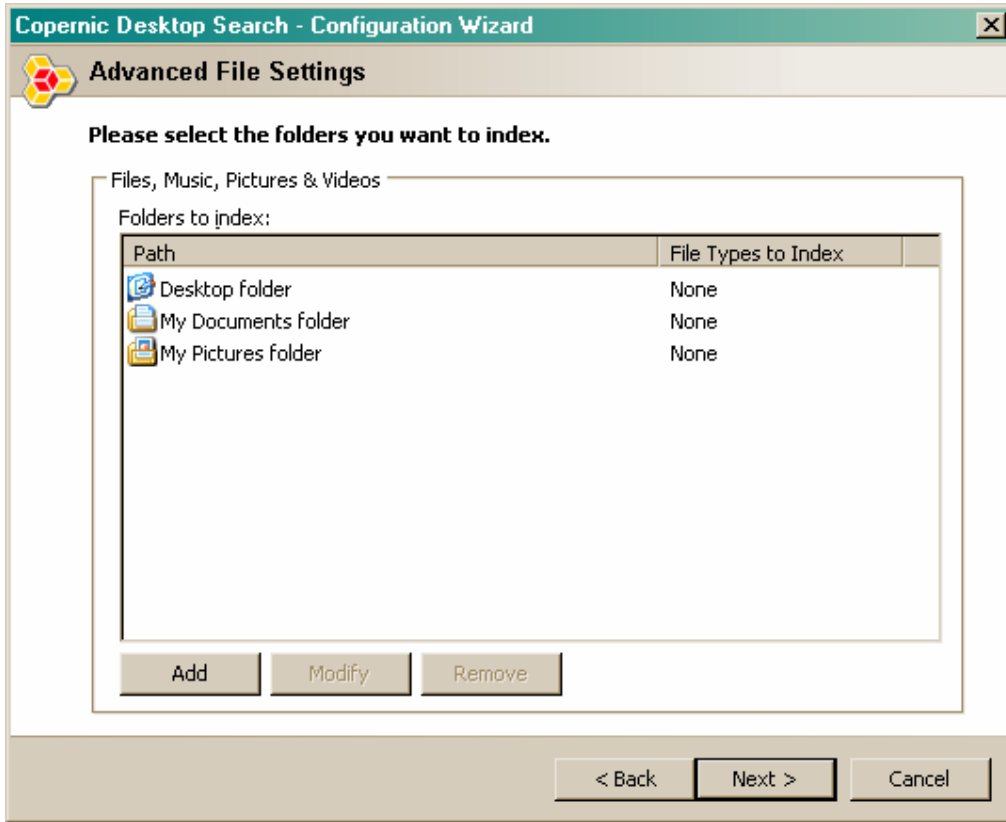 Copernic Desktop Search - Configuration Wizard
Advanced File Settings
Please select the folders you want to index.
Files, Music, Pictures & Videos
Folders to index:
Path File Types to Index
Desktop folder None
My Documents folder None
My Pictures folder None
Add Modify Remove
< Back Next > Cancel